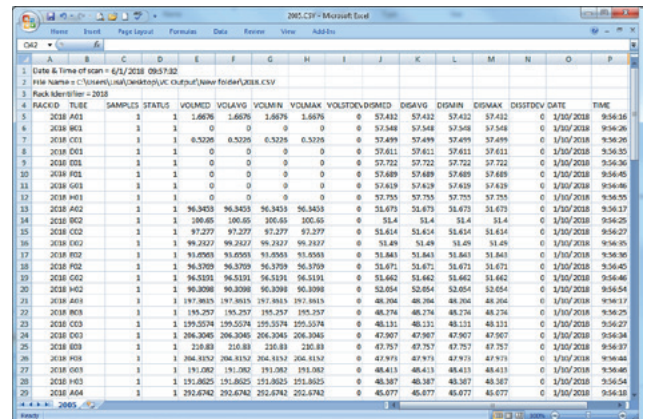 2005.CSV - Microsoft Excel
Home Insert Page Layout Formulas Data Review View Add-Ins
O42 fx
A B C D E F G H I J K L M N O P
1 Date & Time of scan = 6/1/2018 09:57:32
2 File Name = C:\Users\Lisa\Desktop\VC Output\New folder\2018.CSV
3 Rack Identifier = 2018
4 RACKID TUBE SAMPLES STATUS VOLMED VOLAVG VOLMIN VOLMAX VOLSTDEV DISMED DISAVG DISMIN DISMAX DISSTDEV DATE TIME
5 2018 A01 1 1 1.6676 1.6676 1.6676 1.6676 0 57.432 57.432 57.432 57.432 0 1/10/2018 9:56:16
6 2018 B01 1 1 0 0 0 0 0 57.548 57.548 57.548 57.548 0 1/10/2018 9:56:26
7 2018 C01 1 1 0.5226 0.5226 0.5226 0.5226 0 57.499 57.499 57.499 57.499 0 1/10/2018 9:56:26
8 2018 D01 1 1 0 0 0 0 0 57.611 57.611 57.611 57.611 0 1/10/2018 9:56:35
9 2018 E01 1 1 0 0 0 0 0 57.722 57.722 57.722 57.722 0 1/10/2018 9:56:36
10 2018 F01 1 1 0 0 0 0 0 57.689 57.689 57.689 57.689 0 1/10/2018 9:56:45
11 2018 G01 1 1 0 0 0 0 0 57.619 57.619 57.619 57.619 0 1/10/2018 9:56:46
12 2018 H01 1 1 0 0 0 0 0 57.755 57.755 57.755 57.755 0 1/10/2018 9:56:55
13 2018 A02 1 1 96.3453 96.3453 96.3453 96.3453 0 51.673 51.673 51.673 51.673 0 1/10/2018 9:56:17
14 2018 B02 1 1 100.65 100.65 100.65 100.65 0 51.4 51.4 51.4 51.4 0 1/10/2018 9:56:25
15 2018 C02 1 1 97.277 97.277 97.277 97.277 0 51.614 51.614 51.614 51.614 0 1/10/2018 9:56:27
16 2018 D02 1 1 99.2327 99.2327 99.2327 99.2327 0 51.49 51.49 51.49 51.49 0 1/10/2018 9:56:35
17 2018 E02 1 1 93.6563 93.6563 93.6563 93.6563 0 51.843 51.843 51.843 51.843 0 1/10/2018 9:56:36
18 2018 F02 1 1 96.3769 96.3769 96.3769 96.3769 0 51.671 51.671 51.671 51.671 0 1/10/2018 9:56:45
19 2018 G02 1 1 96.5191 96.5191 96.5191 96.5191 0 51.662 51.662 51.662 51.662 0 1/10/2018 9:56:46
20 2018 H02 1 1 90.3098 90.3098 90.3098 90.3098 0 52.054 52.054 52.054 52.054 0 1/10/2018 9:56:54
21 2018 A03 1 1 197.3615 197.3615 197.3615 197.3615 0 48.204 48.204 48.204 48.204 0 1/10/2018 9:56:17
22 2018 B03 1 1 195.257 195.257 195.257 195.257 0 48.274 48.274 48.274 48.274 0 1/10/2018 9:56:25
23 2018 C03 1 1 199.5574 199.5574 199.5574 199.5574 0 48.131 48.131 48.131 48.131 0 1/10/2018 9:56:27
24 2018 D03 1 1 206.3045 206.3045 206.3045 206.3045 0 47.907 47.907 47.907 47.907 0 1/10/2018 9:56:34
25 2018 E03 1 1 210.83 210.83 210.83 210.83 0 47.757 47.757 47.757 47.757 0 1/10/2018 9:56:37
26 2018 F03 1 1 204.3152 204.3152 204.3152 204.3152 0 47.973 47.973 47.973 47.973 0 1/10/2018 9:56:44
27 2018 G03 1 1 191.082 191.082 191.082 191.082 0 48.413 48.413 48.413 48.413 0 1/10/2018 9:56:46
28 2018 H03 1 1 191.8625 191.8625 191.8625 191.8625 0 48.387 48.387 48.387 48.387 0 1/10/2018 9:56:54
29 2018 A04 1 1 292.6742 292.6742 292.6742 292.6742 0 45.077 45.077 45.077 45.077 0 1/10/2018 9:56:18
2005
Ready 100%